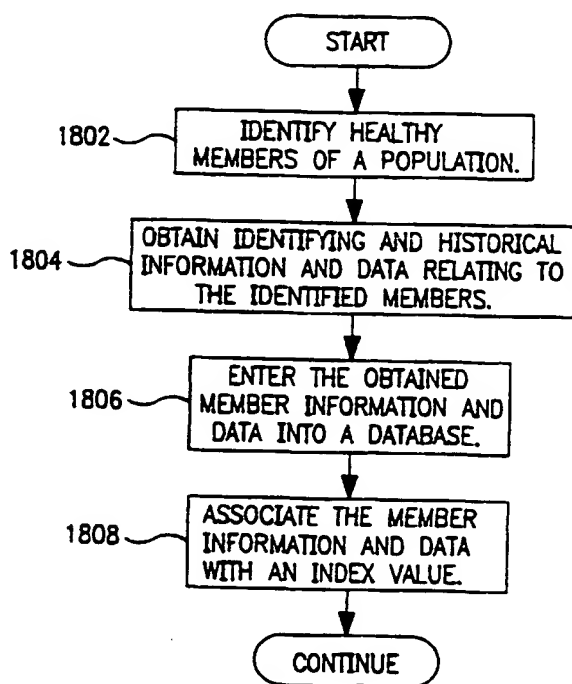 START
1802
IDENTIFY HEALTHY
MEMBERS OF A POPULATION.
1804
OBTAIN IDENTIFYING AND HISTORICAL
INFORMATION AND DATA RELATING TO
THE IDENTIFIED MEMBERS.
1806
ENTER THE OBTAINED
MEMBER INFORMATION AND
DATA INTO A DATABASE.
1808
ASSOCIATE THE MEMBER
INFORMATION AND DATA
WITH AN INDEX VALUE.
CONTINUE